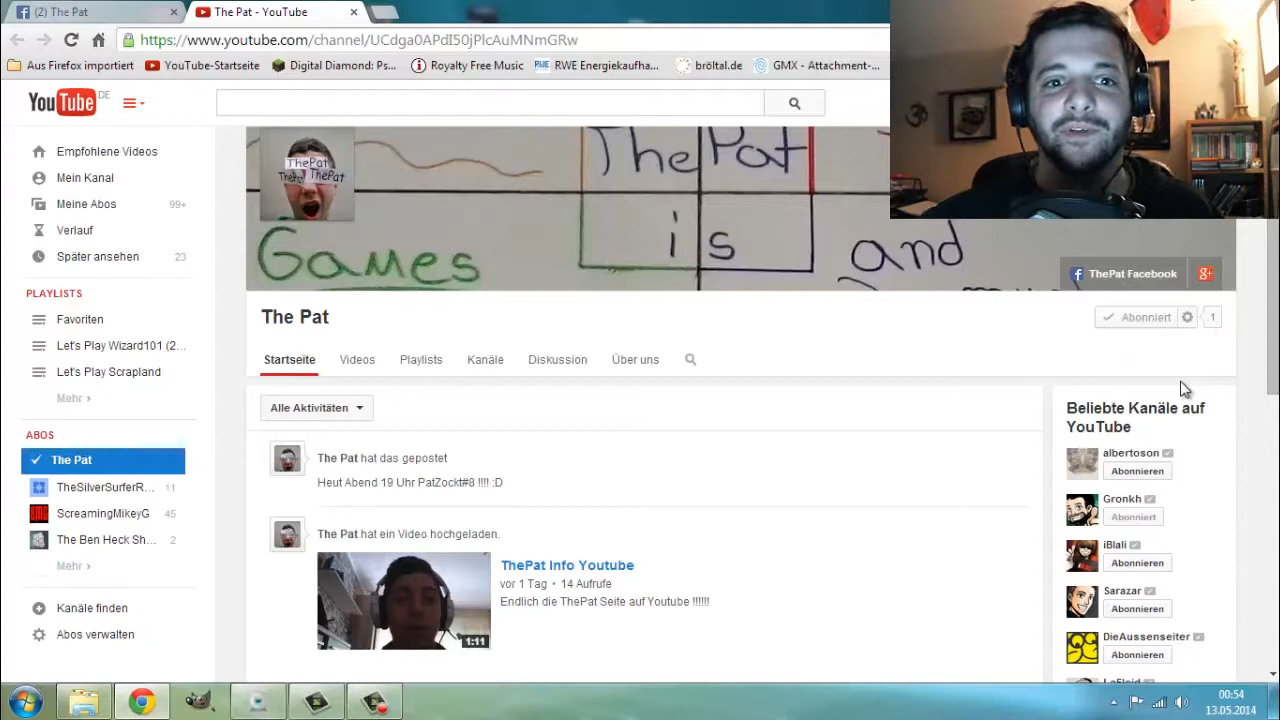 (2) The Pat
The Pat - YouTube
https://www.youtube.com/channel/UCdga0APdI50jPlcAuMNmGRw
Aus Firefox importiert
YouTube-Startseite
Digital Diamond: Ps...
Royalty Free Music
RWE Energiekaufha...
bröltal.de
GMX - Attachment-...
YouTube DE
Empfohlene Videos
Mein Kanal
Meine Abos 99+
Verlauf
Später ansehen 23
PLAYLISTS
Favoriten
Let's Play Wizard101 (2...
Let's Play Scrapland
Mehr ›
ABOS
The Pat
TheSilverSurferR... 11
ScreamingMikeyG 45
The Ben Heck Sh... 2
Mehr ›
Kanäle finden
Abos verwalten
ThePat
ThePat
ThePat
is
Games
and
ThePat Facebook
The Pat
Abonniert 1
Startseite
Videos
Playlists
Kanäle
Diskussion
Über uns
Alle Aktivitäten
The Pat hat das gepostet
Heut Abend 19 Uhr PatZockt#8 !!!! :D
The Pat hat ein Video hochgeladen.
ThePat Info Youtube
vor 1 Tag • 14 Aufrufe
Endlich die ThePat Seite auf Youtube !!!!!!
1:11
Beliebte Kanäle auf
YouTube
albertoson
Abonnieren
Gronkh
Abonniert
iBlali
Abonnieren
Sarazar
Abonnieren
DieAussenseiter
Abonnieren
00:54
13.05.2014